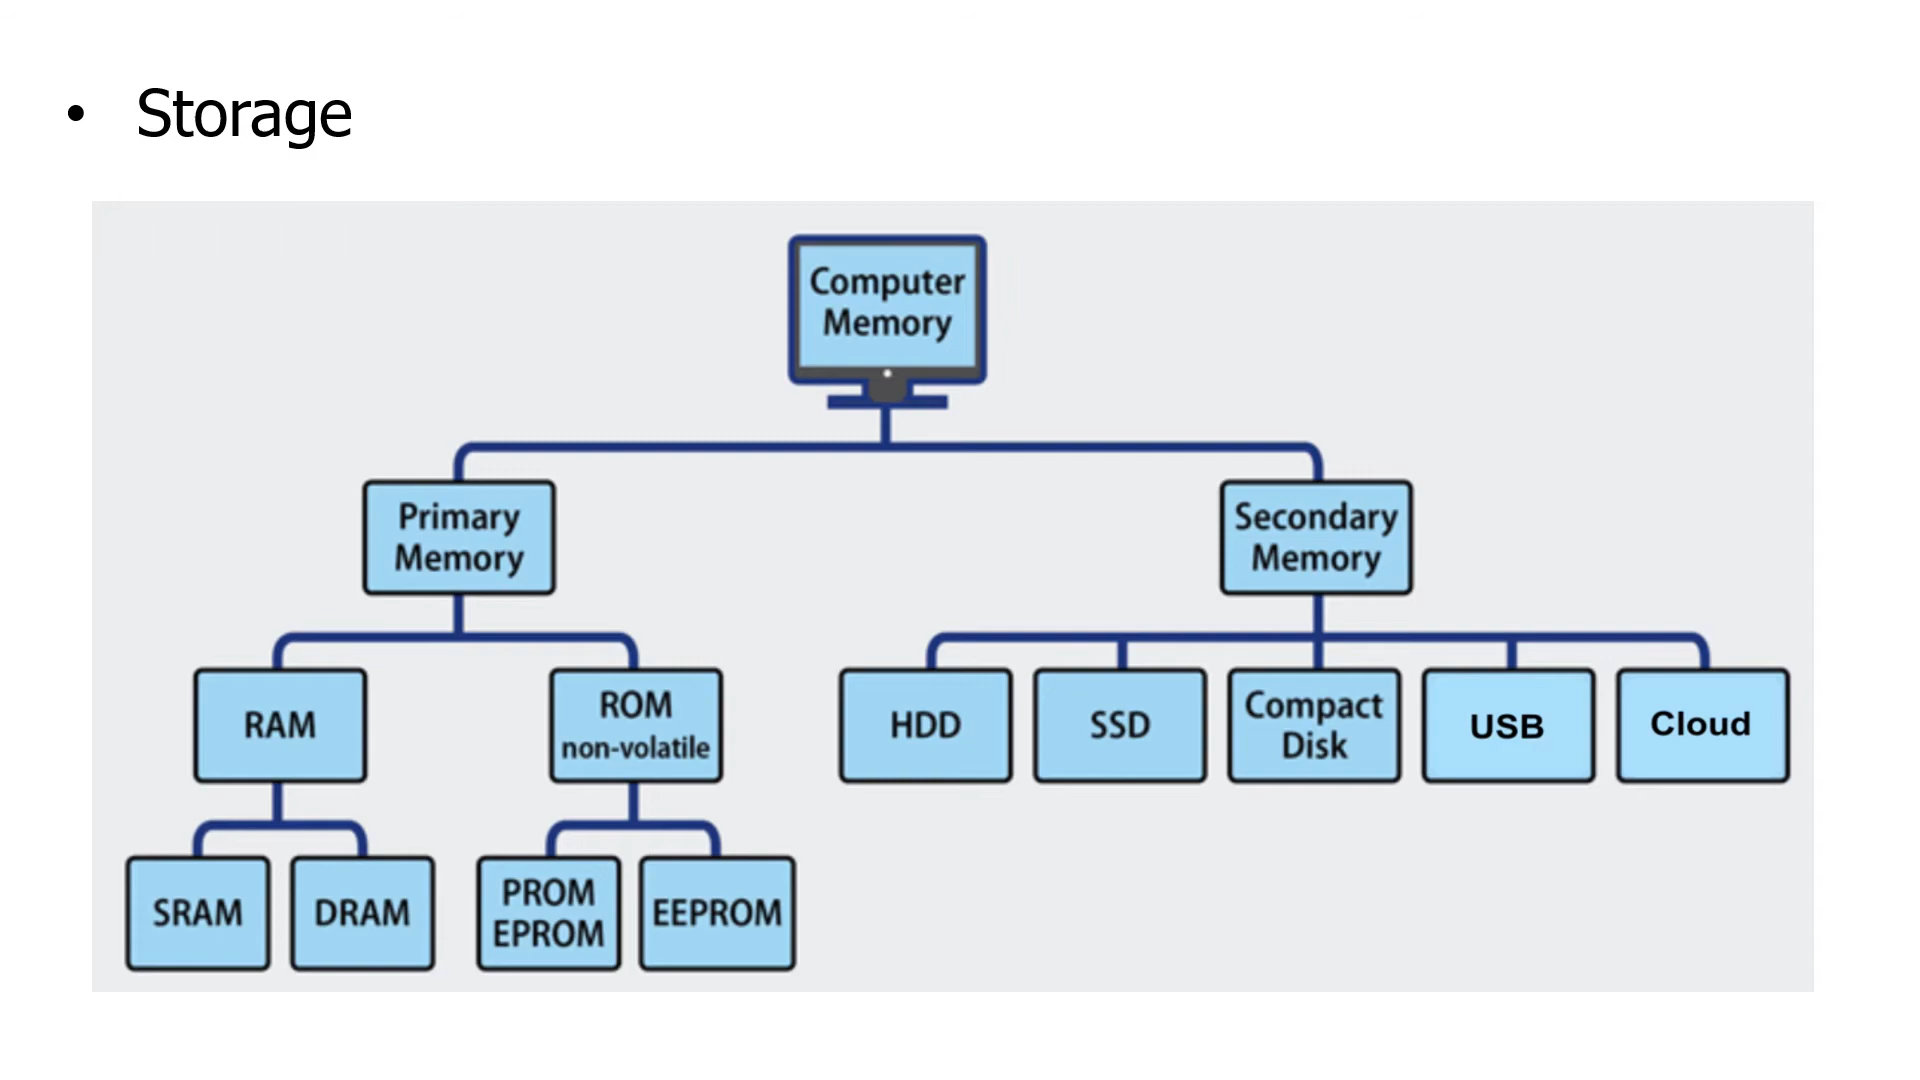 • Storage
Computer
Memory
Primary
Memory
Secondary
Memory
RAM
ROM
non-volatile
HDD
SSD
Compact
Disk
USB
Cloud
SRAM
DRAM
PROM
EPROM
EEPROM